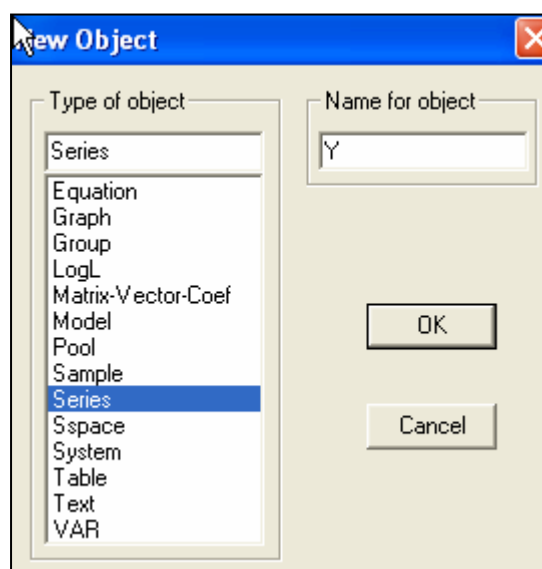 ew Object
Type of object
Name for object
Series
Y
Equation
Graph
Group
LogL
Matrix-Vector-Coef
Model
Pool
Sample
Series
Sspace
System
Table
Text
VAR
OK
Cancel